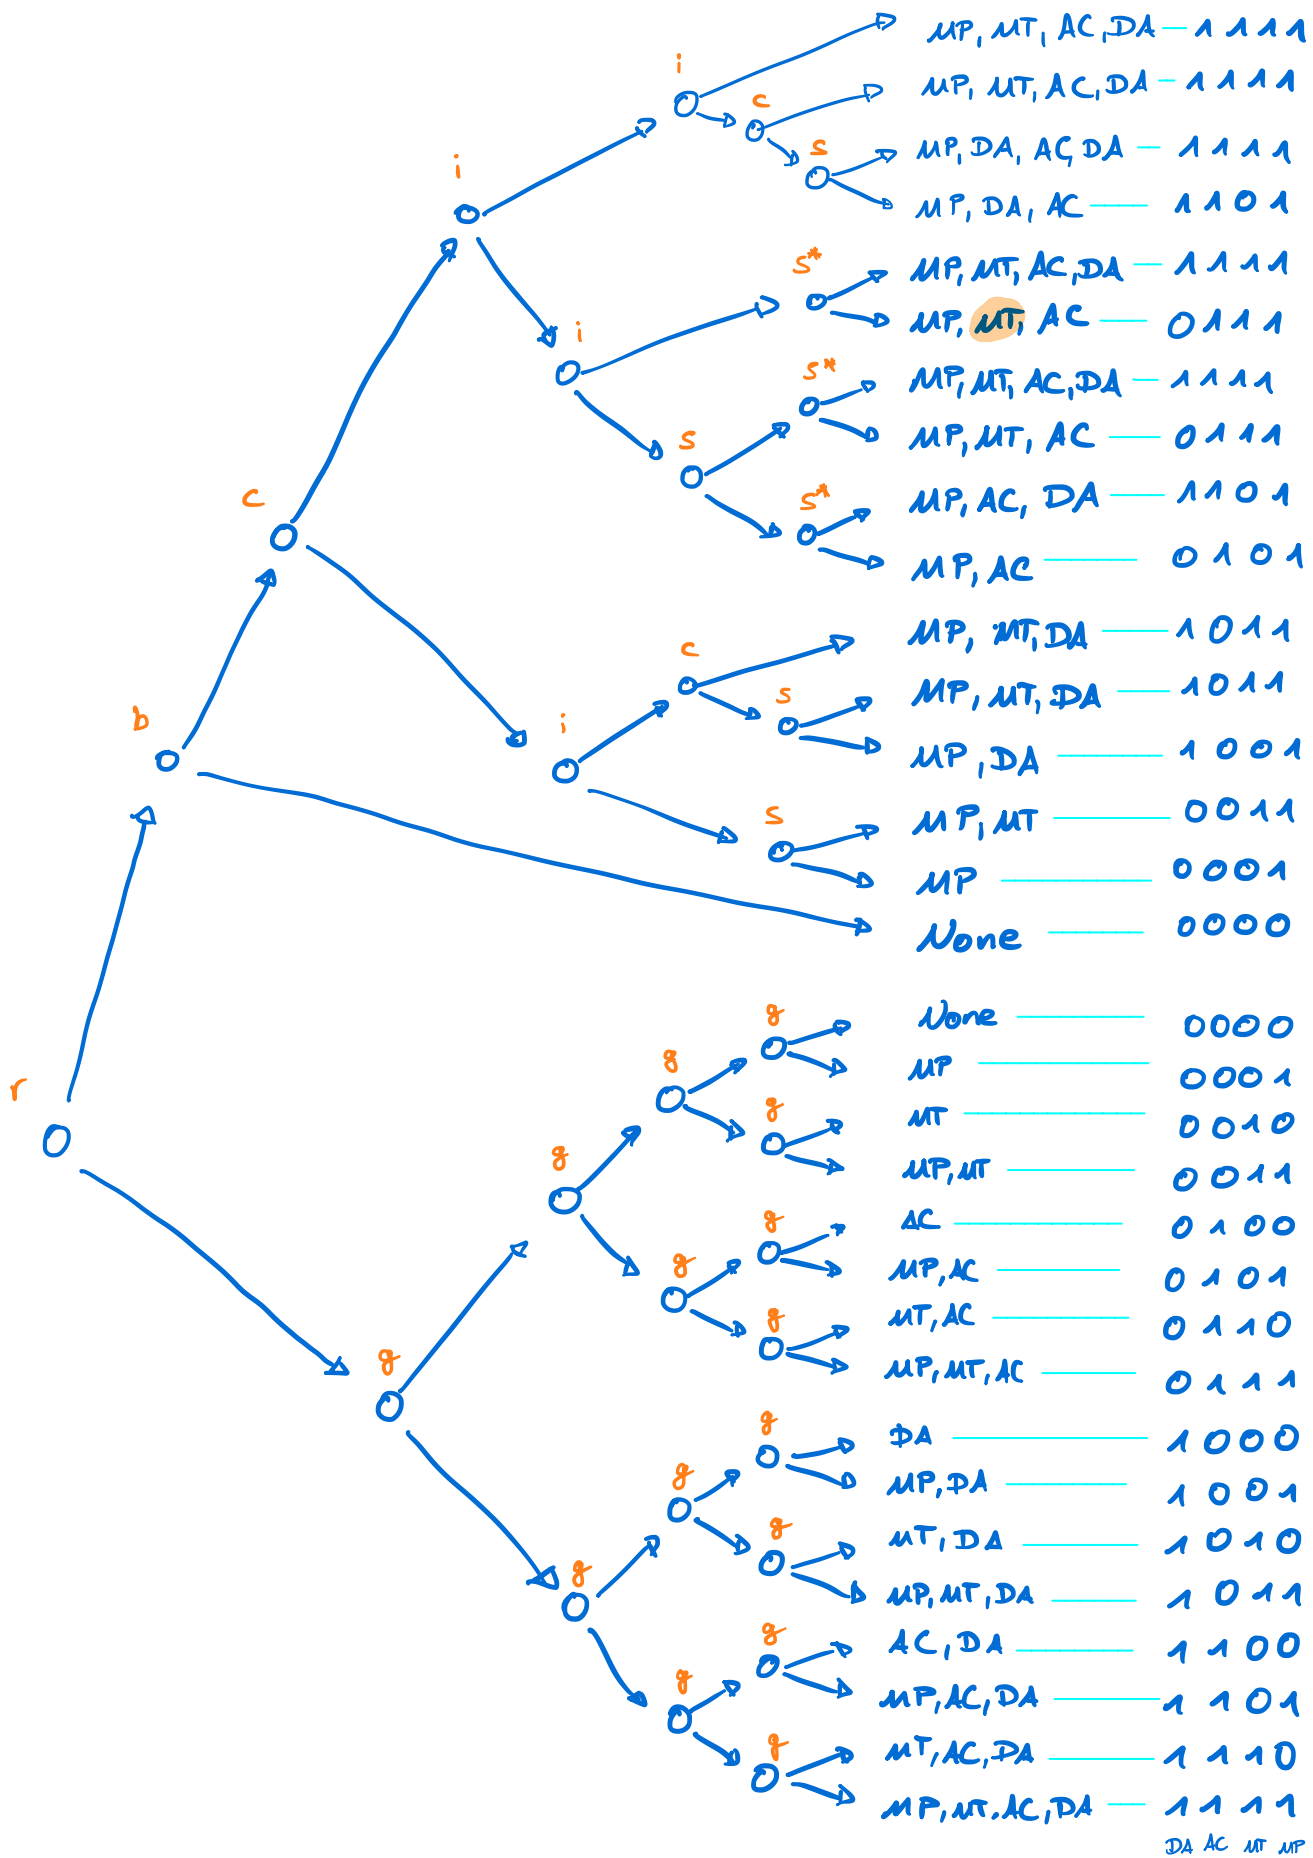 MP, MT, AC, DA — 1 1 1 1
i
MP, MT, AC, DA — 1 1 1 1
c
MP, DA, AC, DA — 1 1 1 1
s
i
MP, DA, AC — 1 1 0 1
s*
MP, MT, AC, DA — 1 1 1 1
MP, MT, AC — 0 1 1 1
i
s*
MP, MT, AC, DA — 1 1 1 1
s
MP, MT, AC — 0 1 1 1
c
s*
MP, AC, DA — 1 1 0 1
MP, AC — 0 1 0 1
MP, MT, DA — 1 0 1 1
c
MP, MT, DA — 1 0 1 1
s
b
i
MP, DA — 1 0 0 1
s
MP, MT — 0 0 1 1
MP — 0 0 0 1
None — 0 0 0 0
g
None — 0 0 0 0
g
MP — 0 0 0 1
r
g
MT — 0 0 1 0
g
MP, MT — 0 0 1 1
g
AC — 0 1 0 0
g
MP, AC — 0 1 0 1
g
MT, AC — 0 1 1 0
g
MP, MT, AC — 0 1 1 1
g
DA — 1 0 0 0
g
MP, DA — 1 0 0 1
g
MT, DA — 1 0 1 0
g
MP, MT, DA — 1 0 1 1
g
AC, DA — 1 1 0 0
g
MP, AC, DA — 1 1 0 1
g
MT, AC, DA — 1 1 1 0
MP, MT. AC, DA — 1 1 1 1
DA AC MT MP